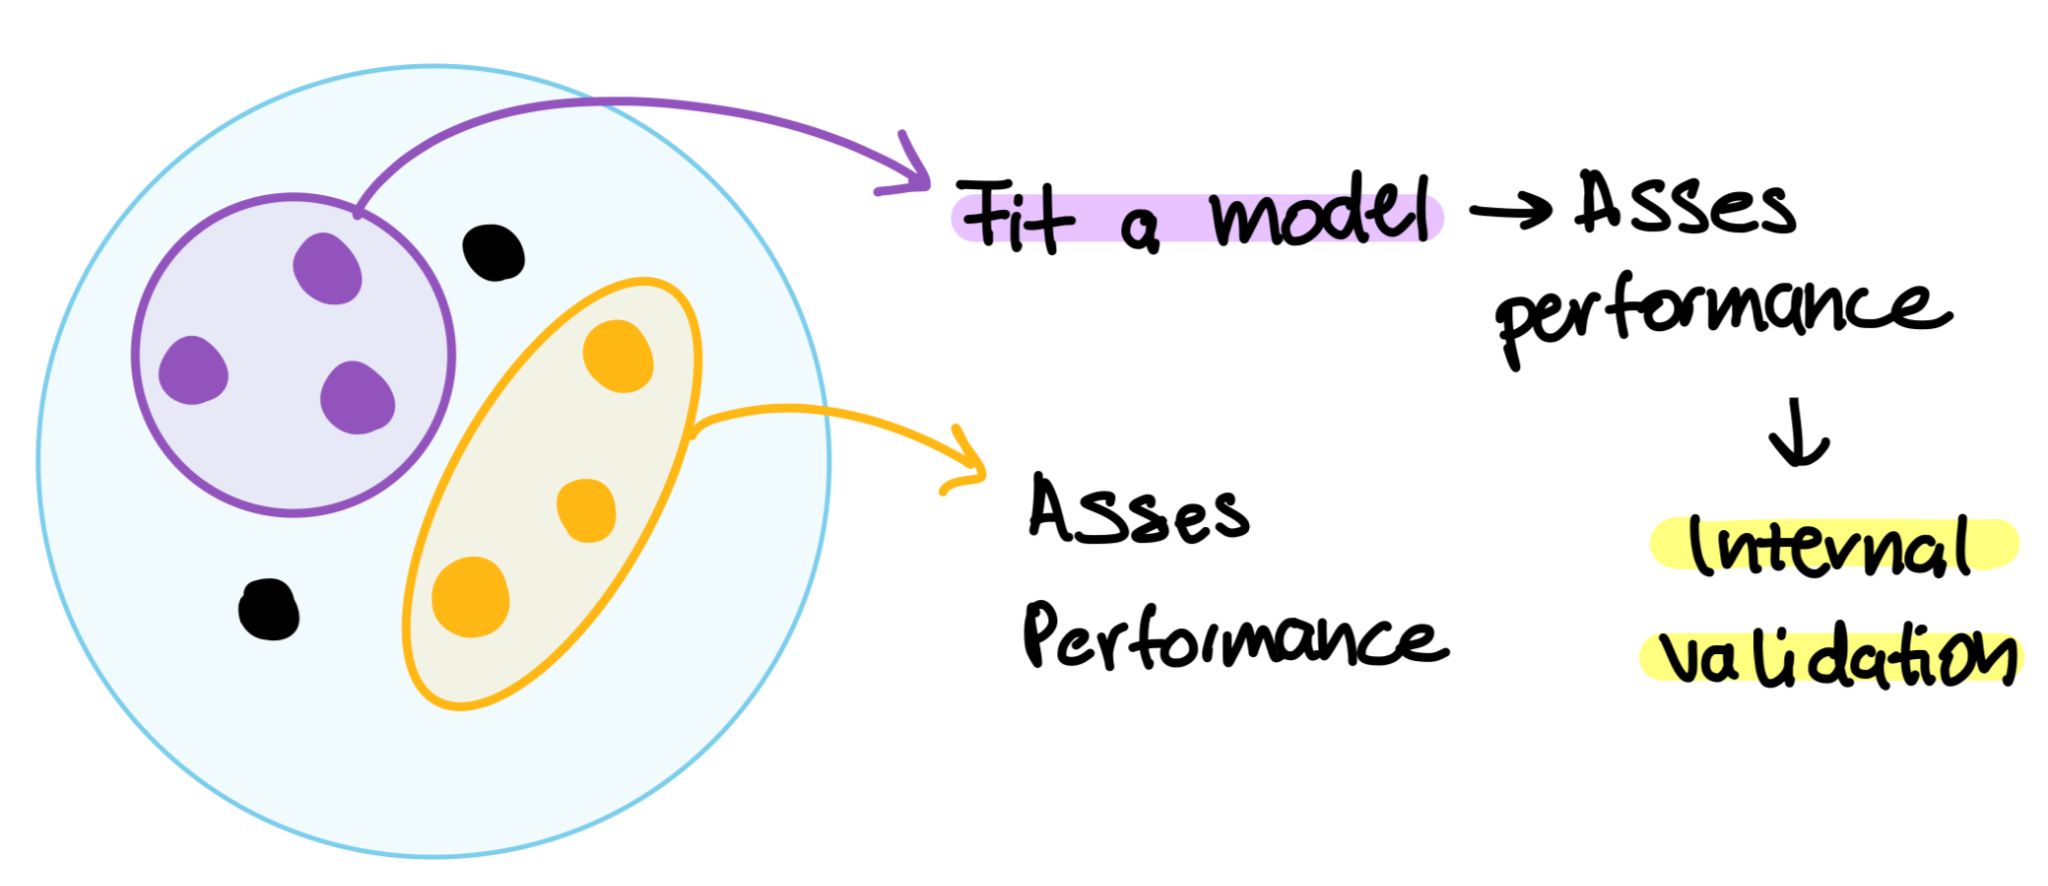 Fit a model → Asses
performance
↓
Internal
validation
Asses
Performance